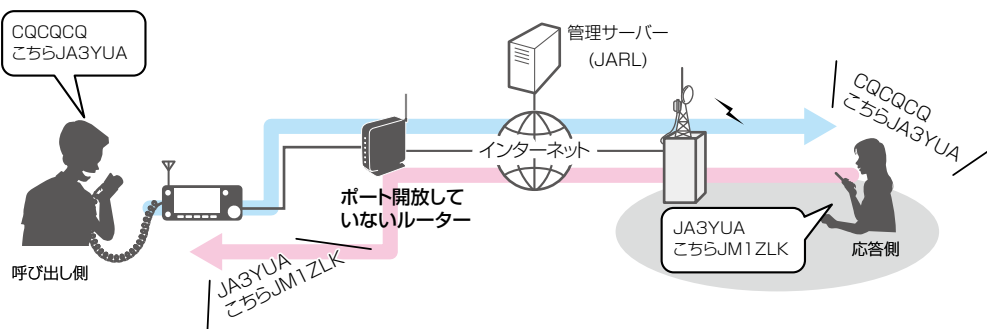 CQCQCQ
こちらJA3YUA
呼び出し側
ポート開放して
いないルーター
JA3YUA
こちらJM1ZLK
管理サーバー
(JARL)
インターネット
JA3YUA
こちらJM1ZLK
CQCQCQ
こちらJA3YUA
応答側